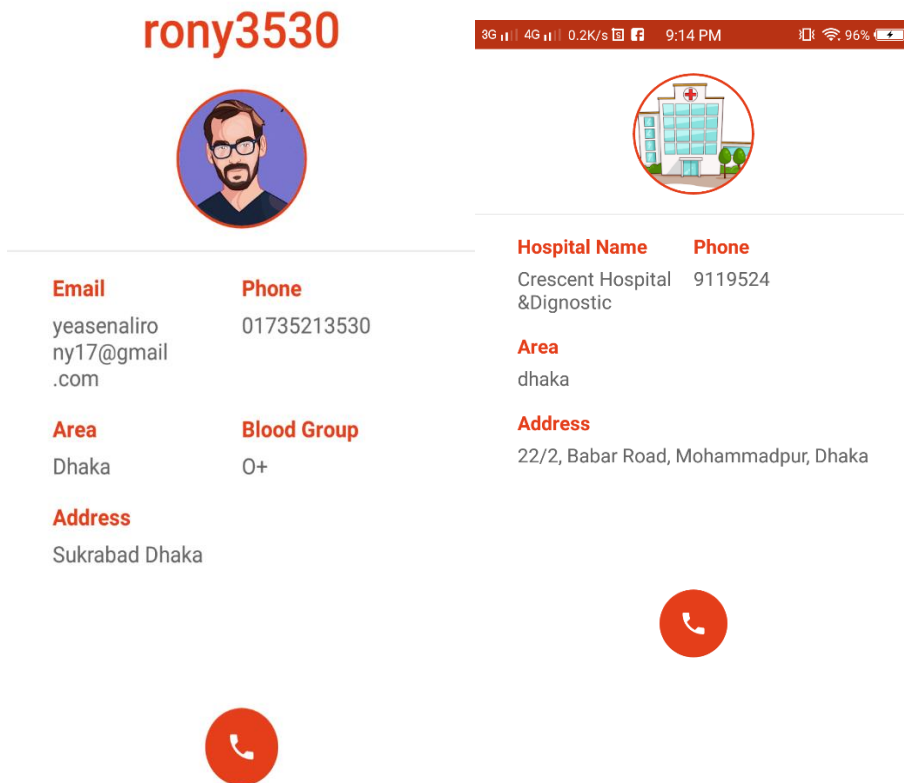 rony3530
Email
yeasenaliro
ny17@gmail
.com
Phone
01735213530
Area
Dhaka
Blood Group
O+
Address
Sukrabad Dhaka
3G 4G 0.2K/s 9:14 PM 96%
Hospital Name
Crescent Hospital
&Dignostic
Phone
9119524
Area
dhaka
Address
22/2, Babar Road, Mohammadpur, Dhaka